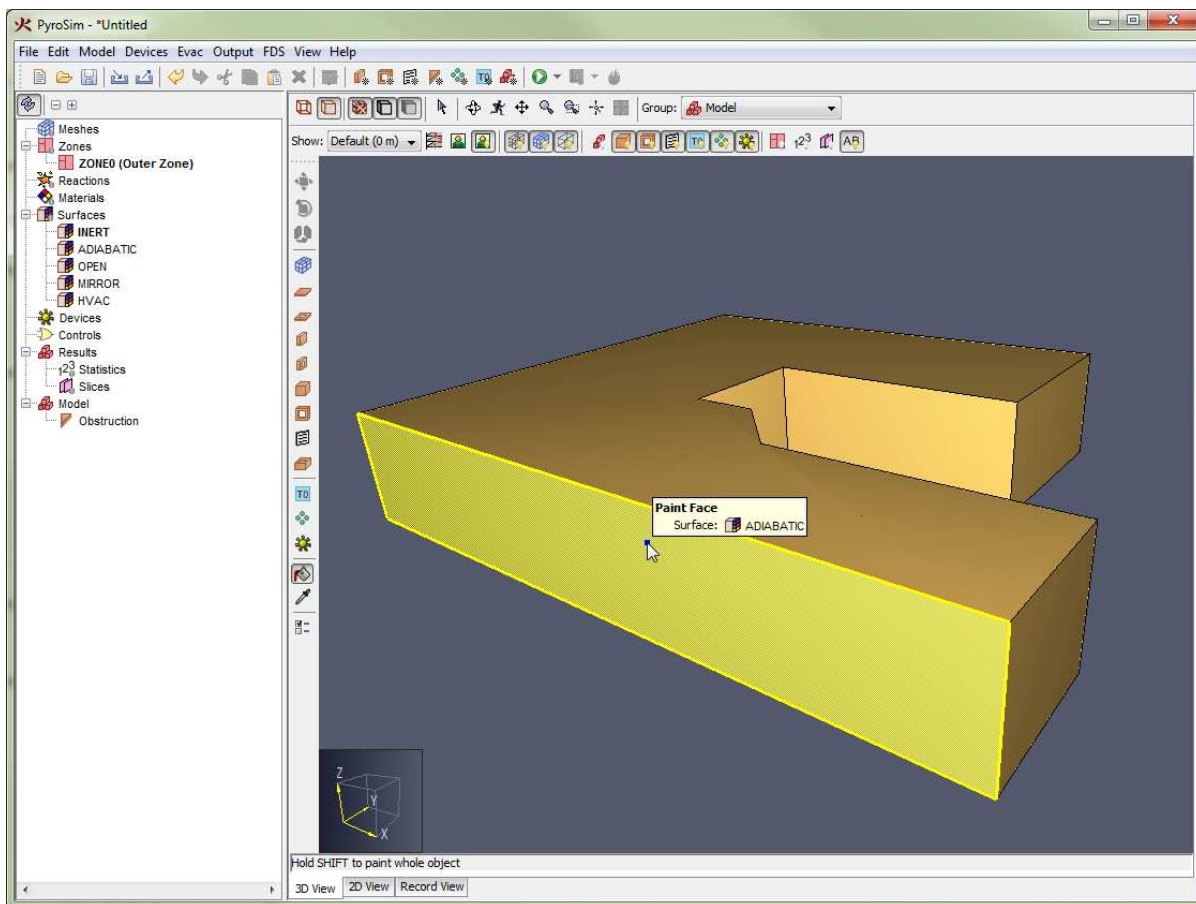 PyroSim - *Untitled
File Edit Model Devices Evac Output FDS View Help
Group: Model
Show: Default (0 m)
Meshes
Zones
ZONE0 (Outer Zone)
Reactions
Materials
Surfaces
INERT
ADIABATIC
OPEN
MIRROR
HVAC
Devices
Controls
Results
Statistics
Slices
Model
Obstruction
Paint Face
Surface: ADIABATIC
Z
Y
X
Hold SHIFT to paint whole object
3D View 2D View Record View